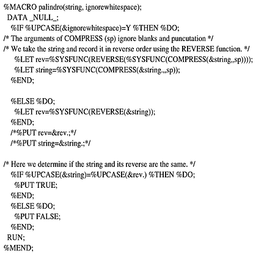 %MACRO palindro(string, ignorewhitespace);
DATA _NULL_;
%IF %UPCASE(&ignorewhitespace)=Y %THEN %DO;
/* The arguments of COMPRESS (sp) ignore blanks and puncutation */
/* We take the string and record it in reverse order using the REVERSE function. */
%LET rev=%SYSFUNC(REVERSE(%SYSFUNC(COMPRESS(&string,,sp))));
%LET string=%SYSFUNC(COMPRESS(&string.,,sp));
%END;
%ELSE %DO;
%LET rev=%SYSFUNC(REVERSE(&string));
%END;
/*%PUT rev=&rev.;*/
/*%PUT string=&string.;*/
/* Here we determine if the string and its reverse are the same. */
%IF %UPCASE(&string)=%UPCASE(&rev.) %THEN %DO;
%PUT TRUE;
%END;
%ELSE %DO;
%PUT FALSE;
%END;
RUN;
%MEND;